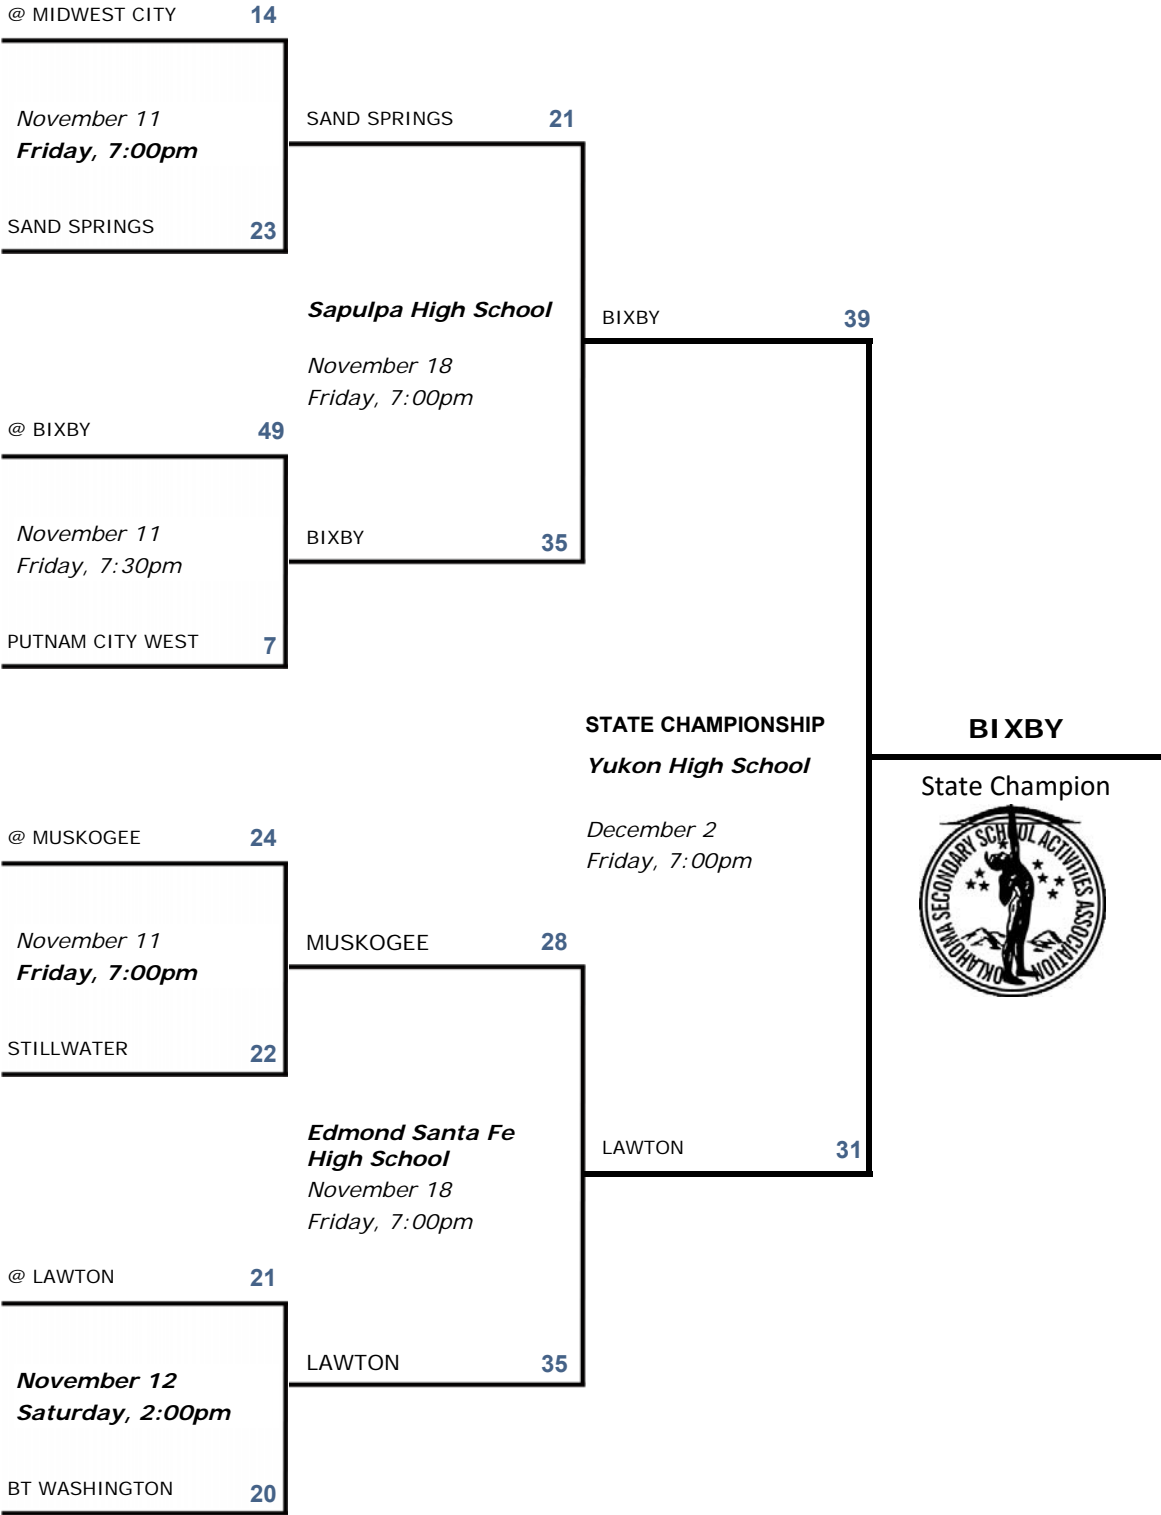 @ MIDWEST CITY 14
November 11
Friday, 7:00pm
SAND SPRINGS 23
SAND SPRINGS 21
Sapulpa High School
November 18
Friday, 7:00pm
@ BIXBY 49
November 11
Friday, 7:30pm
PUTNAM CITY WEST 7
BIXBY 35
BIXBY 39
STATE CHAMPIONSHIP
Yukon High School
December 2
Friday, 7:00pm
BIXBY
State Champion
OKLAHOMA SECONDARY SCHOOL ACTIVITIES ASSOCIATION
@ MUSKOGEE 24
November 11
Friday, 7:00pm
STILLWATER 22
MUSKOGEE 28
Edmond Santa Fe
High School
November 18
Friday, 7:00pm
LAWTON 31
@ LAWTON 21
November 12
Saturday, 2:00pm
BT WASHINGTON 20
LAWTON 35